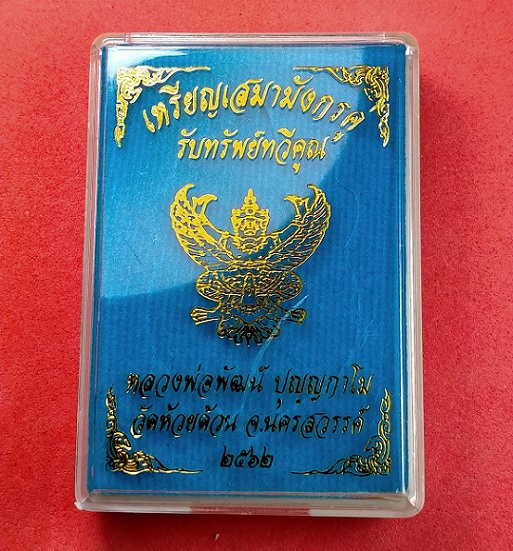 เหรียญเสมามังกรคู่
รับทรัพย์ทวีคูณ
หลวงพ่อพัฒน์ ปุญญกาโม
วัดห้วยด้วน จ.นครสวรรค์
๒๕๖๒